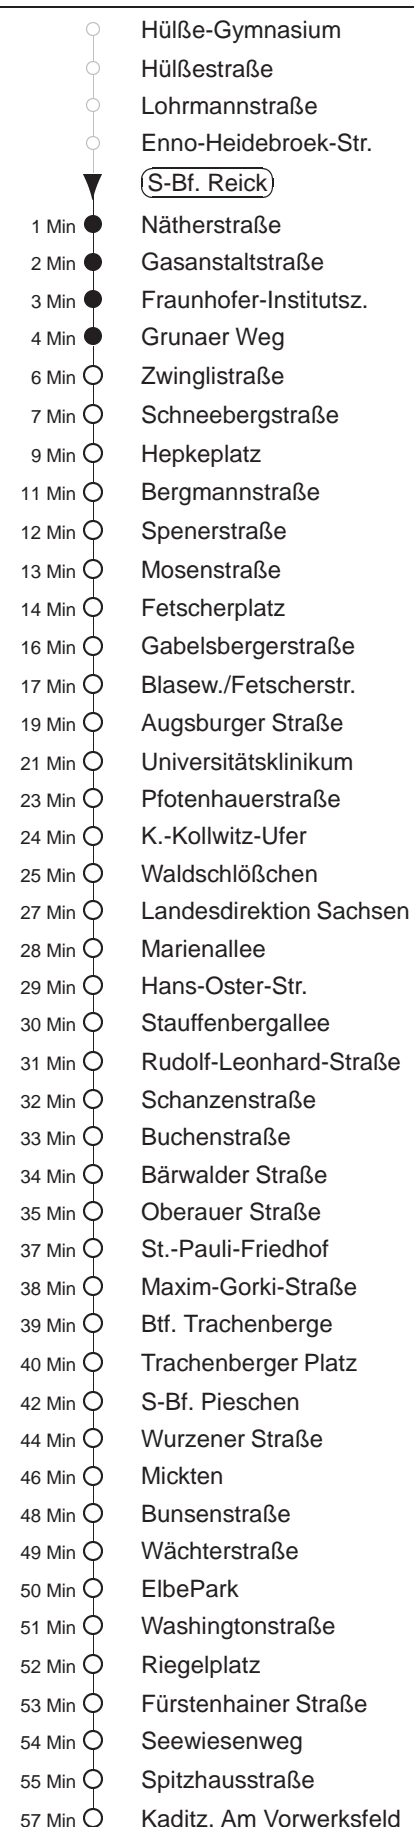 Hülße-Gymnasium
Hülßestraße
Lohrmannstraße
Enno-Heidebroek-Str.
S-Bf. Reick
1 Min Nätherstraße
2 Min Gasanstaltstraße
3 Min Fraunhofer-Institutsz.
4 Min Grunaer Weg
6 Min Zwinglistraße
7 Min Schneebergstraße
9 Min Hepkeplatz
11 Min Bergmannstraße
12 Min Spenerstraße
13 Min Mosenstraße
14 Min Fetscherplatz
16 Min Gabelsbergerstraße
17 Min Blasew./Fetscherstr.
19 Min Augsburger Straße
21 Min Universitätsklinikum
23 Min Pfotenhauerstraße
24 Min K.-Kollwitz-Ufer
25 Min Waldschlößchen
27 Min Landesdirektion Sachsen
28 Min Marienallee
29 Min Hans-Oster-Str.
30 Min Stauffenbergallee
31 Min Rudolf-Leonhard-Straße
32 Min Schanzenstraße
33 Min Buchenstraße
34 Min Bärwalder Straße
35 Min Oberauer Straße
37 Min St.-Pauli-Friedhof
38 Min Maxim-Gorki-Straße
39 Min Btf. Trachenberge
40 Min Trachenberger Platz
42 Min S-Bf. Pieschen
44 Min Wurzener Straße
46 Min Mickten
48 Min Bunsenstraße
49 Min Wächterstraße
50 Min ElbePark
51 Min Washingtonstraße
52 Min Riegelplatz
53 Min Fürstenhainer Straße
54 Min Seewiesenweg
55 Min Spitzhausstraße
57 Min Kaditz, Am Vorwerksfeld